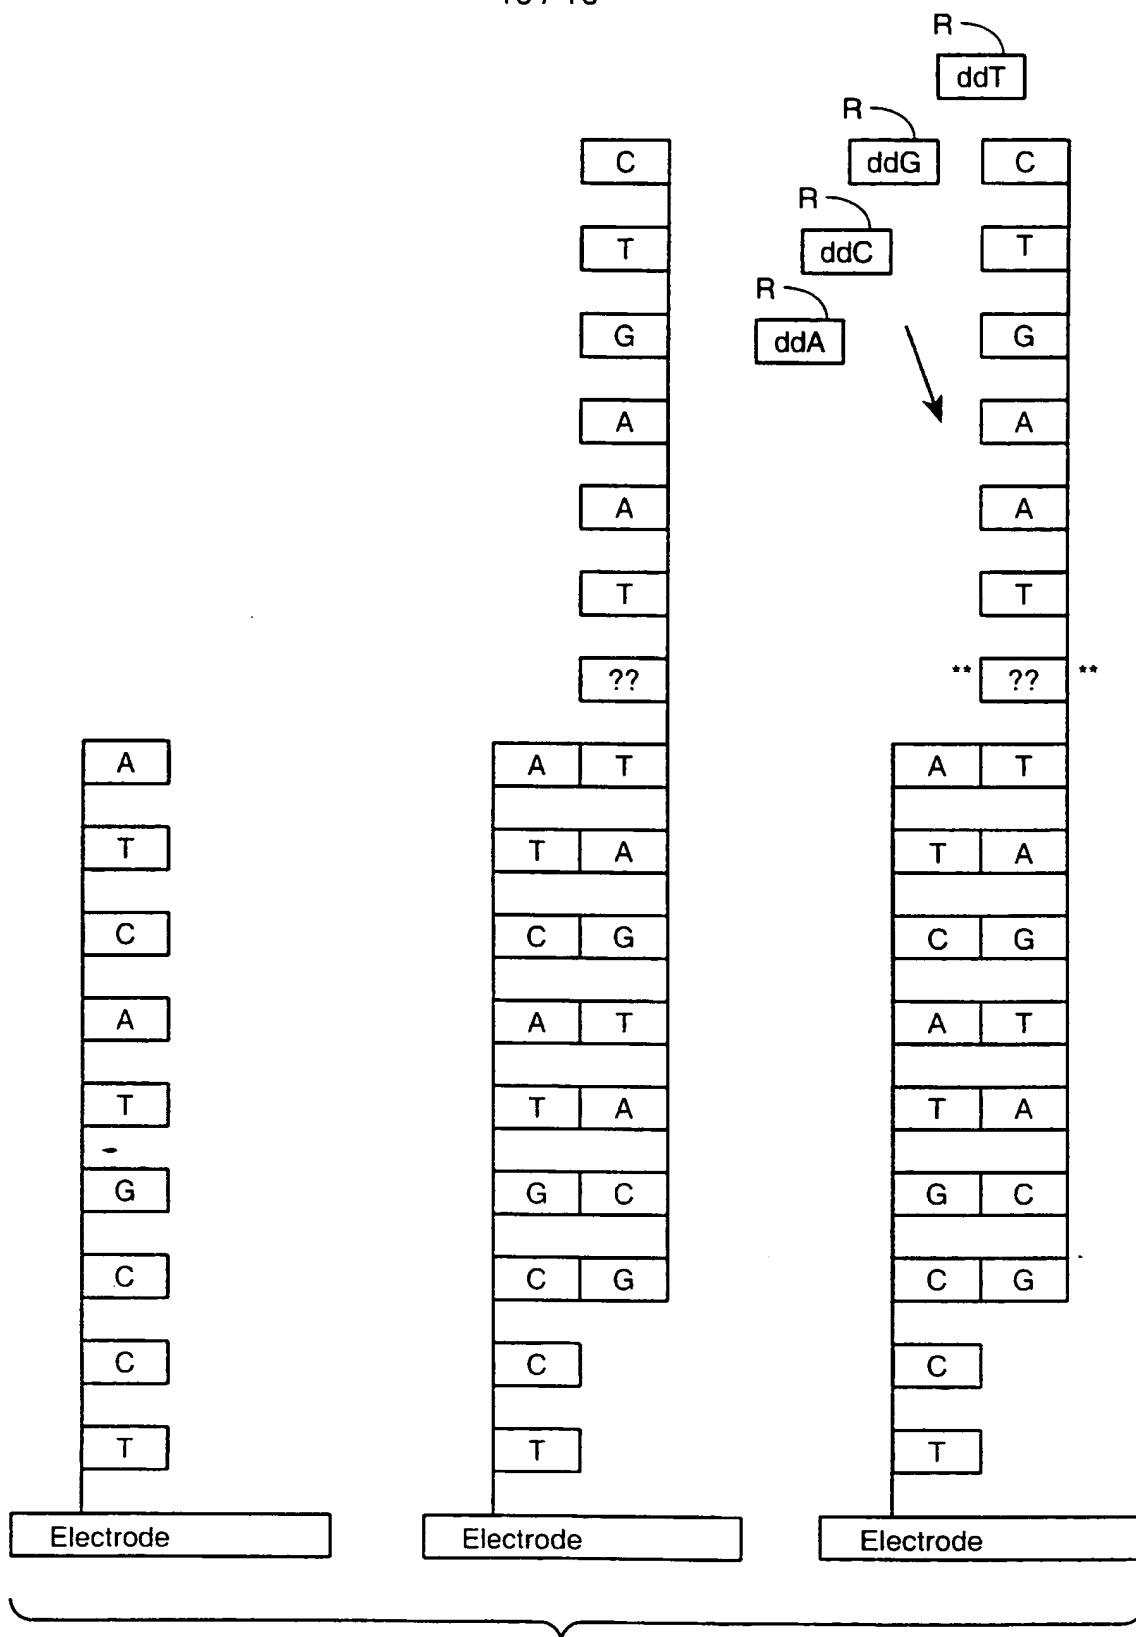 R
ddT
R
C ddG C
R
T ddC T
R
G ddA G
A A
A A
T T
?? ** ?? **
A A T A T
T T A T A
C C G C G
A A T A T
T T A T A
G G C G C
C C G C G
C C C
T T T
Electrode Electrode Electrode